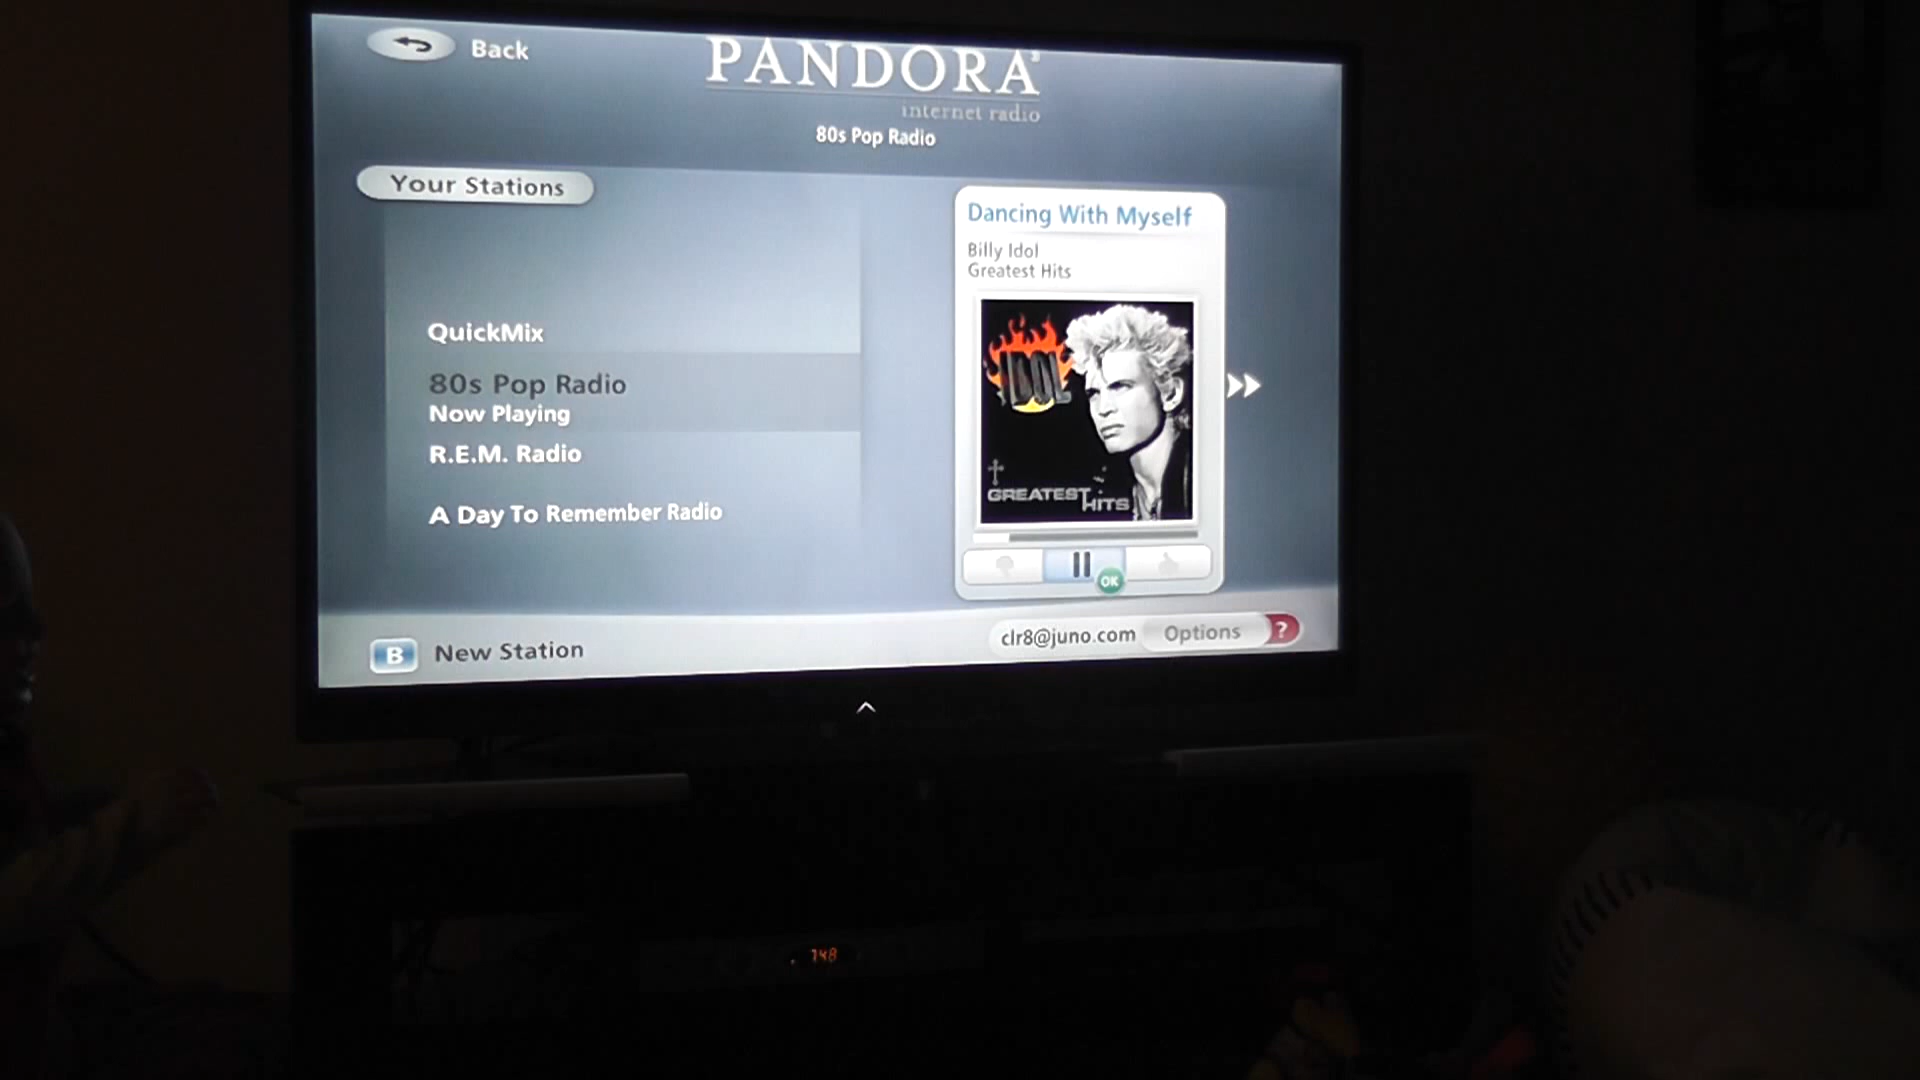 Back
PANDORA
internet radio
80s Pop Radio
Your Stations
QuickMix
80s Pop Radio
Now Playing
R.E.M. Radio
A Day To Remember Radio
Dancing With Myself
Billy Idol
Greatest Hits
IDOL
GREATEST HITS
OK
B New Station
clr8@juno.com Options ?
748